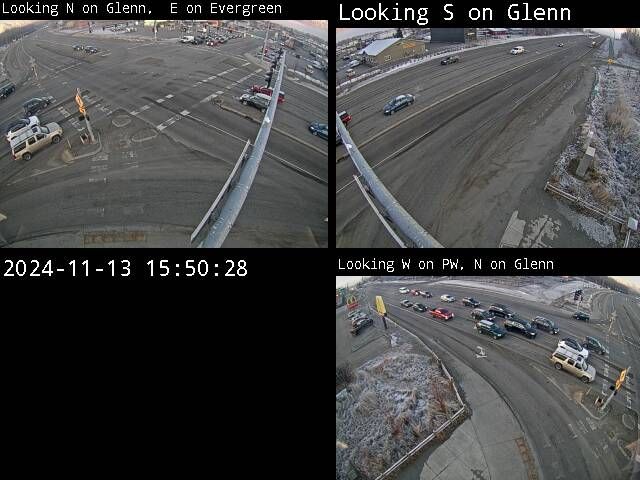 Looking N on Glenn, E on Evergreen
Looking S on Glenn
2024-11-13 15:50:28
Looking W on PW, N on Glenn